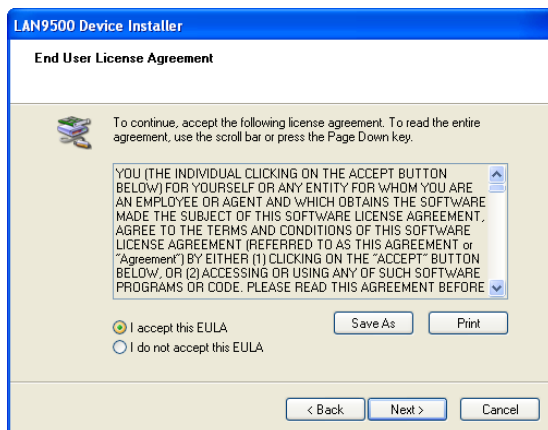 LAN9500 Device Installer
End User License Agreement
To continue, accept the following license agreement. To read the entire
agreement, use the scroll bar or press the Page Down key.
YOU (THE INDIVIDUAL CLICKING ON THE ACCEPT BUTTON
BELOW) FOR YOURSELF OR ANY ENTITY FOR WHOM YOU ARE
AN EMPLOYEE OR AGENT AND WHICH OBTAINS THE SOFTWARE
MADE THE SUBJECT OF THIS SOFTWARE LICENSE AGREEMENT,
AGREE TO THE TERMS AND CONDITIONS OF THIS SOFTWARE
LICENSE AGREEMENT (REFERRED TO AS THIS AGREEMENT or
"Agreement") BY EITHER (1) CLICKING ON THE "ACCEPT" BUTTON
BELOW, OR (2) ACCESSING OR USING ANY OF SUCH SOFTWARE
PROGRAMS OR CODE. PLEASE READ THIS AGREEMENT BEFORE
I accept this EULA
Save As
Print
I do not accept this EULA
< Back
Next >
Cancel